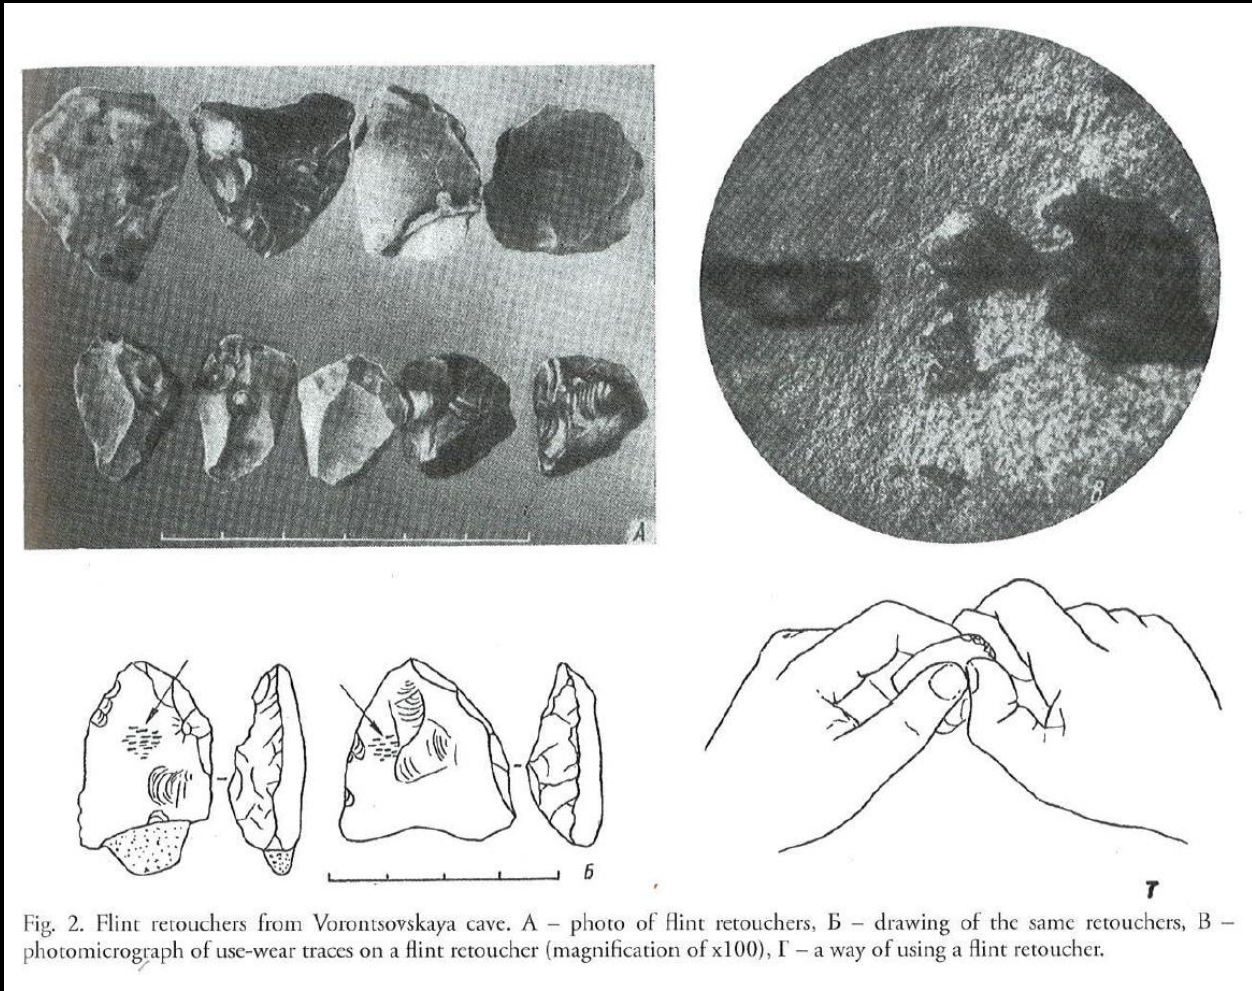 А
В
Б
Г
Fig. 2. Flint retouchers from Vorontsovskaya cave. А – photo of flint retouchers, Б – drawing of the same retouchers, В –
photomicrograph of use-wear traces on a flint retoucher (magnification of x100), Г – a way of using a flint retoucher.